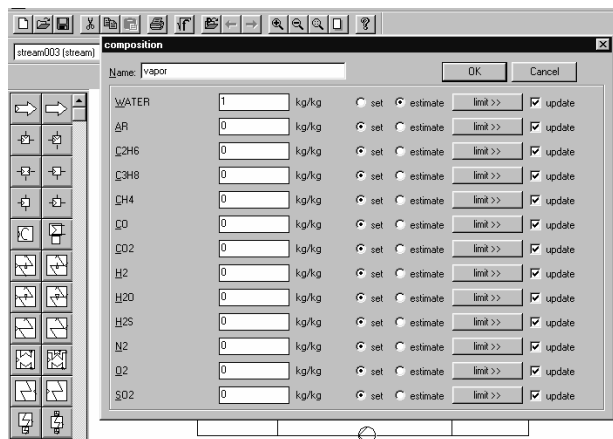 stream003 (stream)
composition
Name: vapor OK Cancel
WATER 1 kg/kg set estimate limit >> update
AR 0 kg/kg set estimate limit >> update
C2H6 0 kg/kg set estimate limit >> update
C3H8 0 kg/kg set estimate limit >> update
CH4 0 kg/kg set estimate limit >> update
CO 0 kg/kg set estimate limit >> update
CO2 0 kg/kg set estimate limit >> update
H2 0 kg/kg set estimate limit >> update
H2O 0 kg/kg set estimate limit >> update
H2S 0 kg/kg set estimate limit >> update
N2 0 kg/kg set estimate limit >> update
O2 0 kg/kg set estimate limit >> update
SO2 0 kg/kg set estimate limit >> update